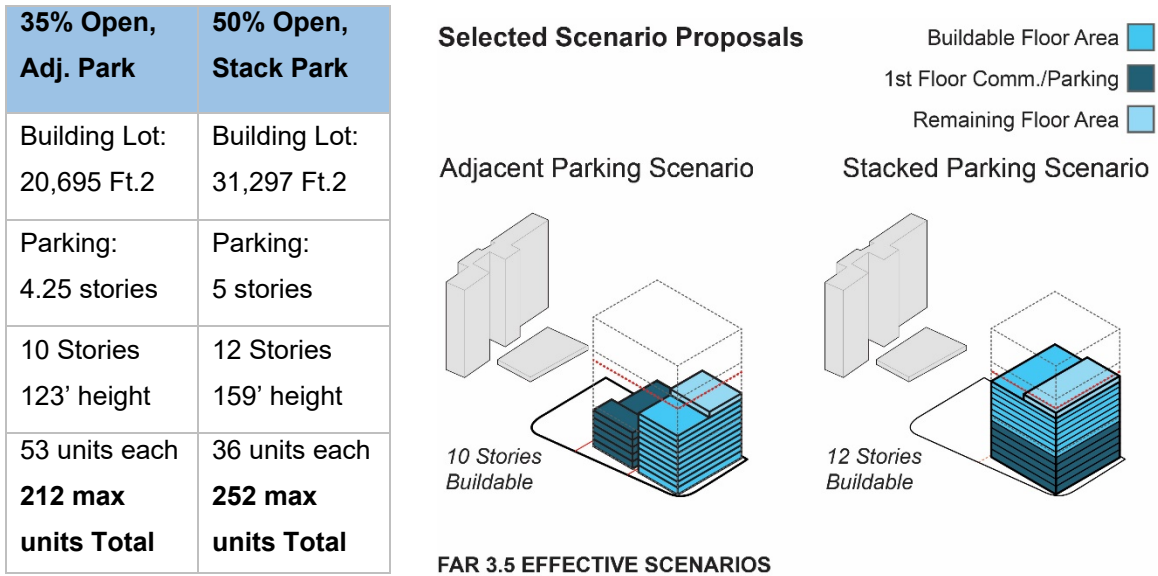 35% Open,
Adj. Park
50% Open,
Stack Park
Building Lot:
20,695 Ft.2
Building Lot:
31,297 Ft.2
Parking:
4.25 stories
Parking:
5 stories
10 Stories
123’ height
12 Stories
159’ height
53 units each
212 max
units Total
36 units each
252 max
units Total
Selected Scenario Proposals
Buildable Floor Area
1st Floor Comm./Parking
Remaining Floor Area
Adjacent Parking Scenario
Stacked Parking Scenario
10 Stories
Buildable
12 Stories
Buildable
FAR 3.5 EFFECTIVE SCENARIOS